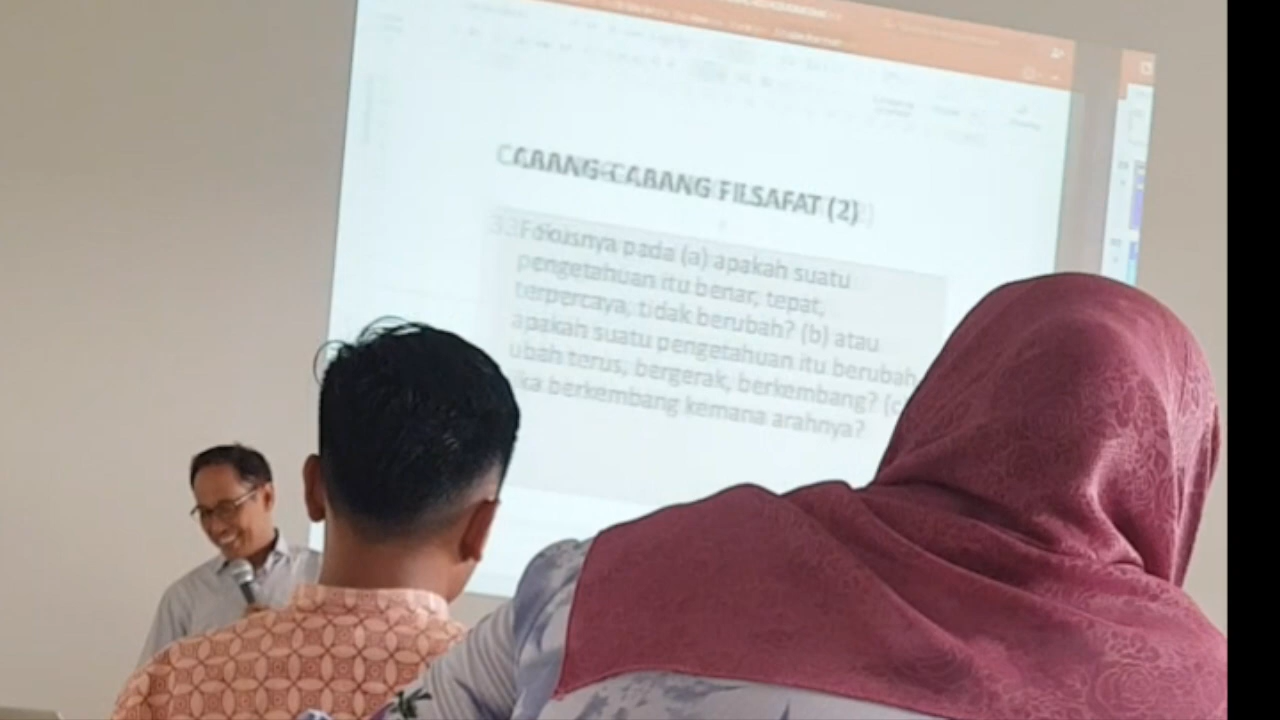 CABANG-CABANG FILSAFAT (2)
Fokusnya pada (a) apakah suatu
pengetahuan itu benar, tepat,
terpercaya, tidak berubah? (b) atau
apakah suatu pengetahuan itu berubah
ubah terus, bergerak, berkembang? (c
berkembang kemana arahnya?